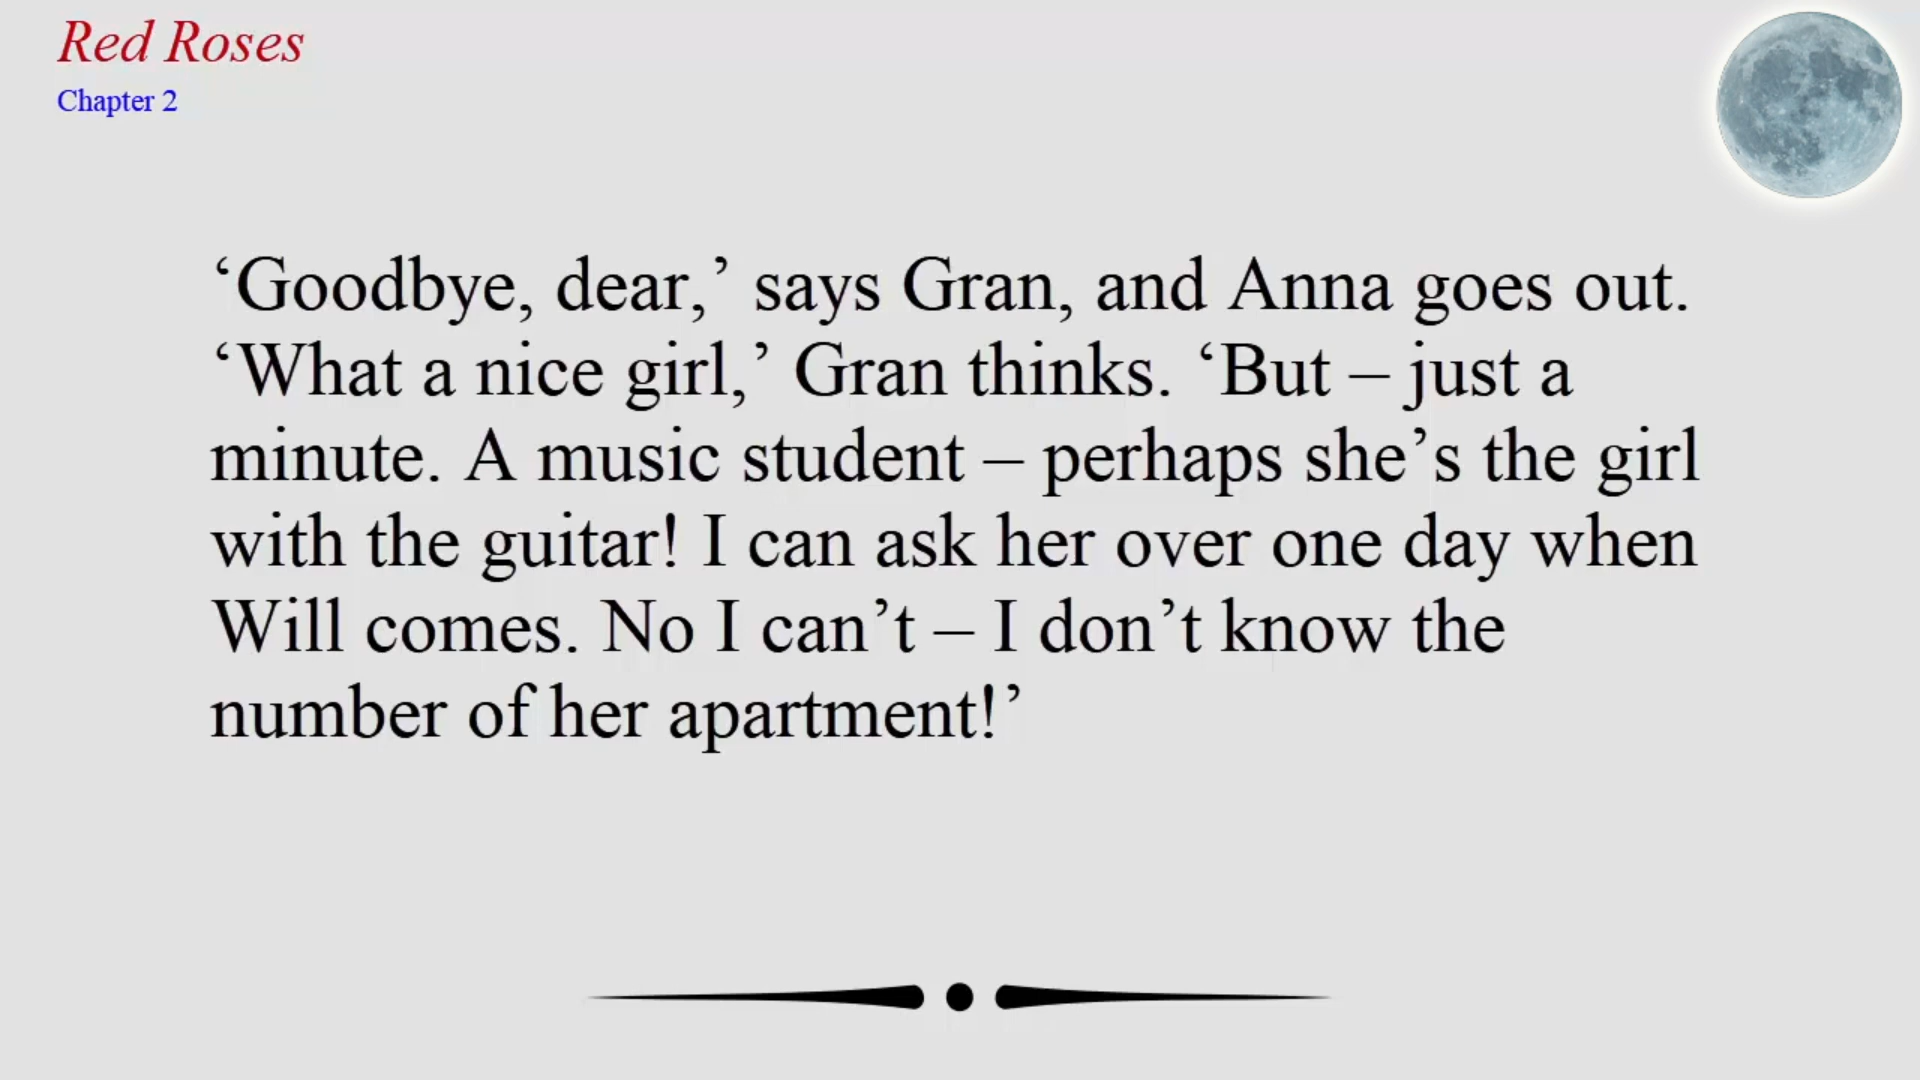 Red Roses
Chapter 2
‘Goodbye, dear,’ says Gran, and Anna goes out.
‘What a nice girl,’ Gran thinks. ‘But – just a
minute. A music student – perhaps she’s the girl
with the guitar! I can ask her over one day when
Will comes. No I can’t – I don’t know the
number of her apartment!’